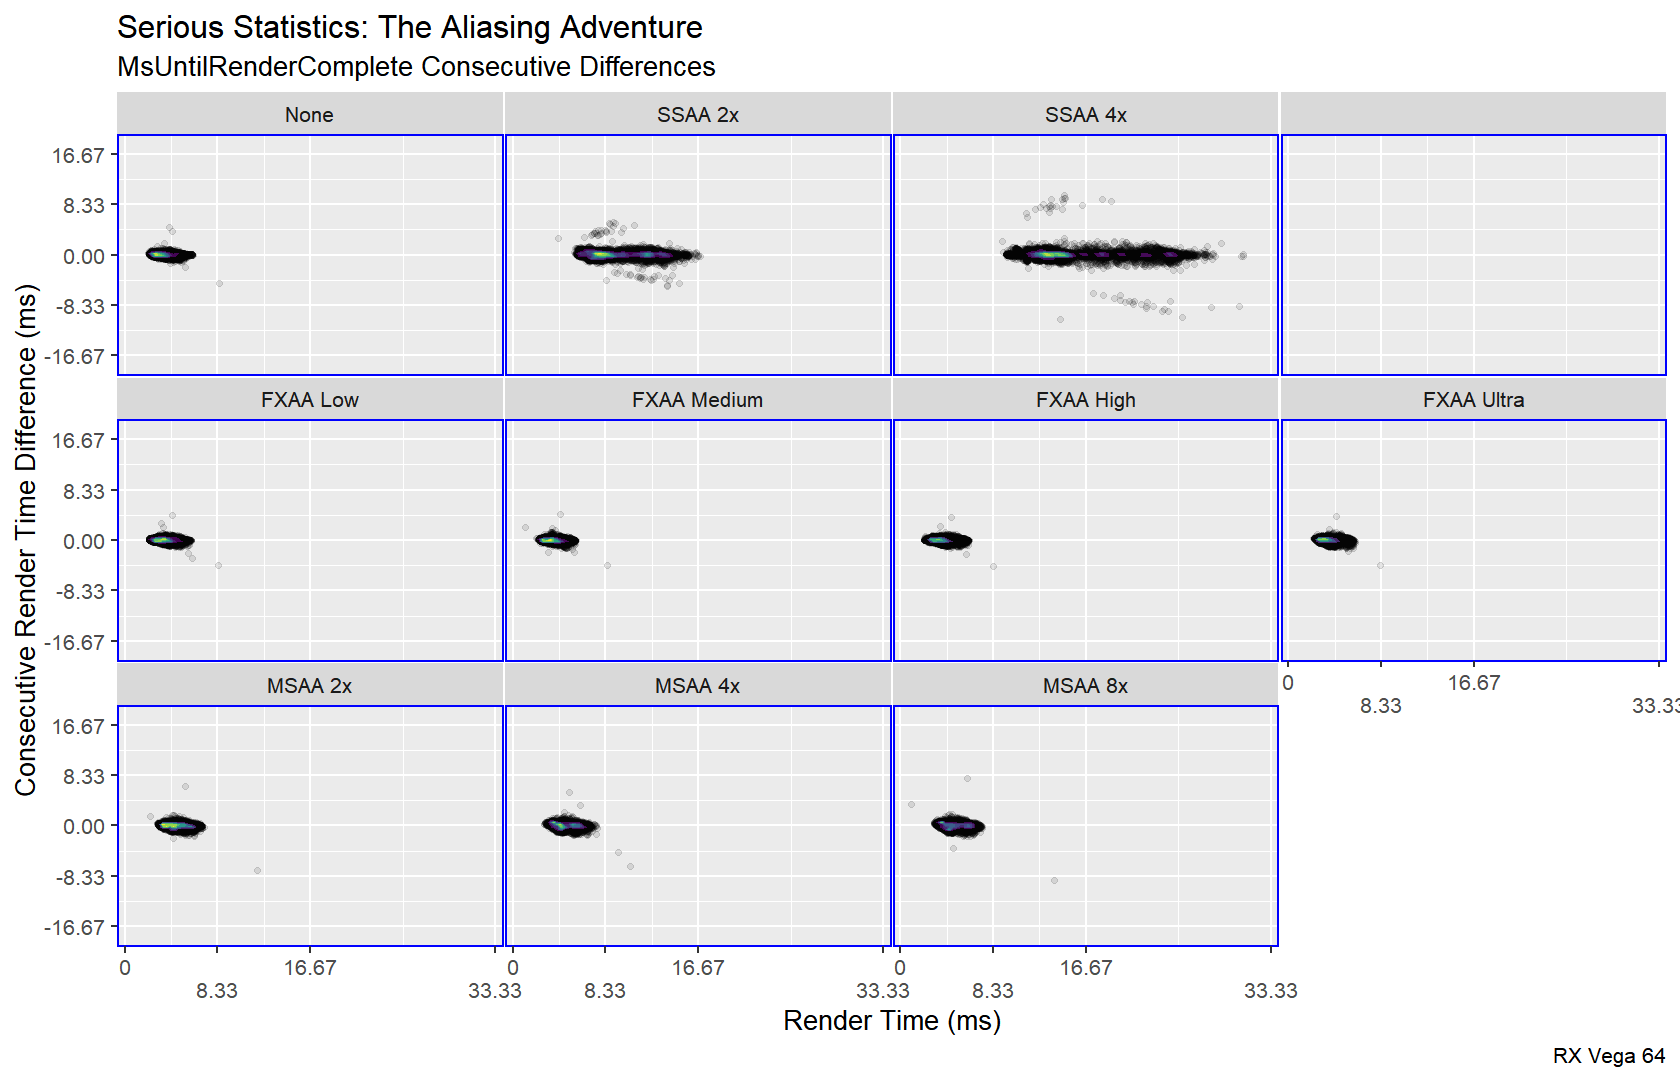 Serious Statistics: The Aliasing Adventure
MsUntilRenderComplete Consecutive Differences
None
SSAA 2x
SSAA 4x
16.67
8.33
0.00
-8.33
-16.67
FXAA Low
FXAA Medium
FXAA High
FXAA Ultra
16.67
8.33
0.00
-8.33
-16.67
0
8.33
16.67
33.33
MSAA 2x
MSAA 4x
MSAA 8x
16.67
8.33
0.00
-8.33
-16.67
0
8.33
16.67
33.33
0
8.33
16.67
33.33
0
8.33
16.67
33.33
Consecutive Render Time Difference (ms)
Render Time (ms)
RX Vega 64